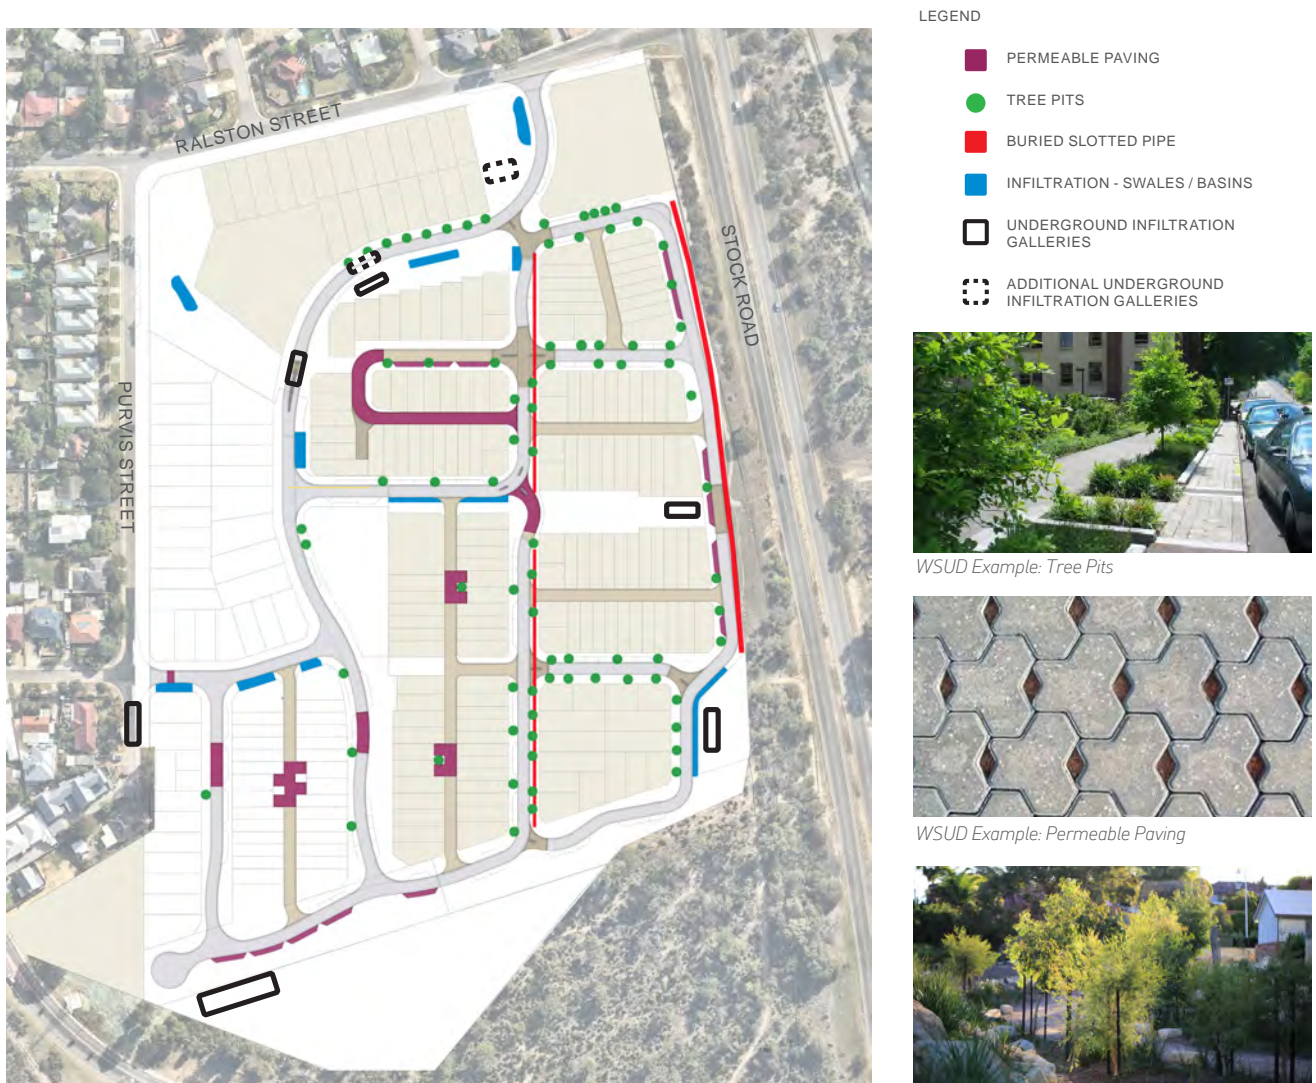 LEGEND
PERMEABLE PAVING
TREE PITS
BURIED SLOTTED PIPE
INFILTRATION - SWALES / BASINS
UNDERGROUND INFILTRATION
GALLERIES
ADDITIONAL UNDERGROUND
INFILTRATION GALLERIES
RALSTON STREET
STOCK ROAD
PURVIS STREET
WSUD Example: Tree Pits
WSUD Example: Permeable Paving